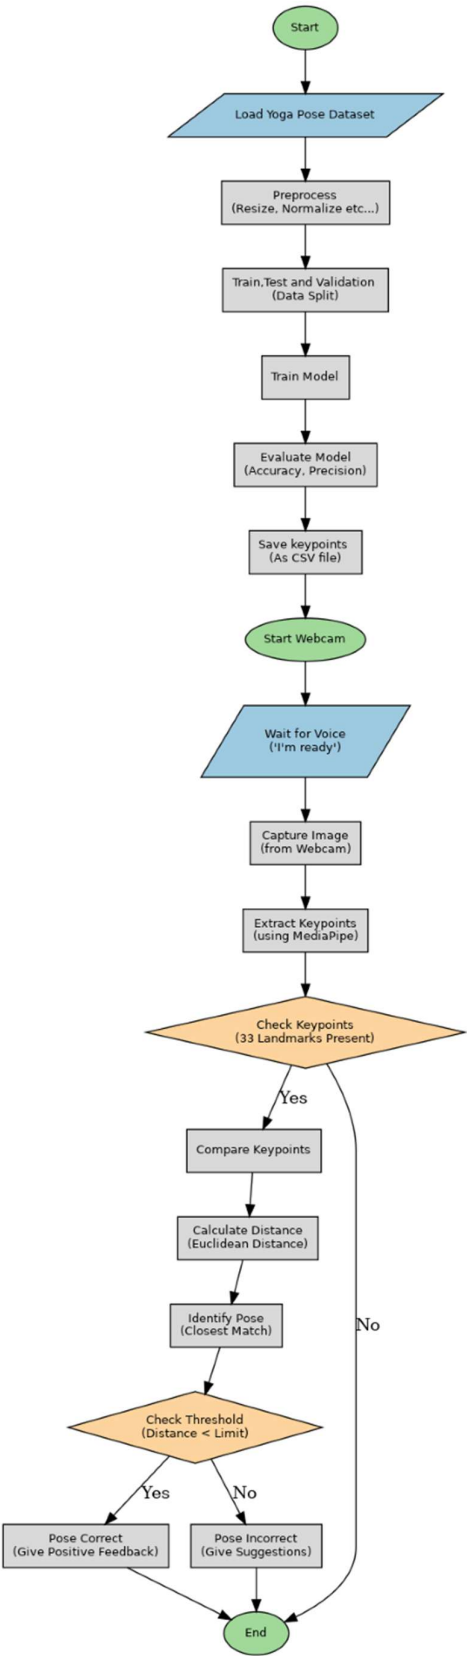 Start
Load Yoga Pose Dataset
Preprocess
(Resize, Normalize etc...)
Train,Test and Validation
(Data Split)
Train Model
Evaluate Model
(Accuracy, Precision)
Save keypoints
(As CSV file)
Start Webcam
Wait for Voice
('I'm ready')
Capture Image
(from Webcam)
Extract Keypoints
(using MediaPipe)
Check Keypoints
(33 Landmarks Present)
Yes
Compare Keypoints
Calculate Distance
(Euclidean Distance)
Identify Pose
(Closest Match)
No
Check Threshold
(Distance < Limit)
Yes
No
Pose Correct
(Give Positive Feedback)
Pose Incorrect
(Give Suggestions)
End